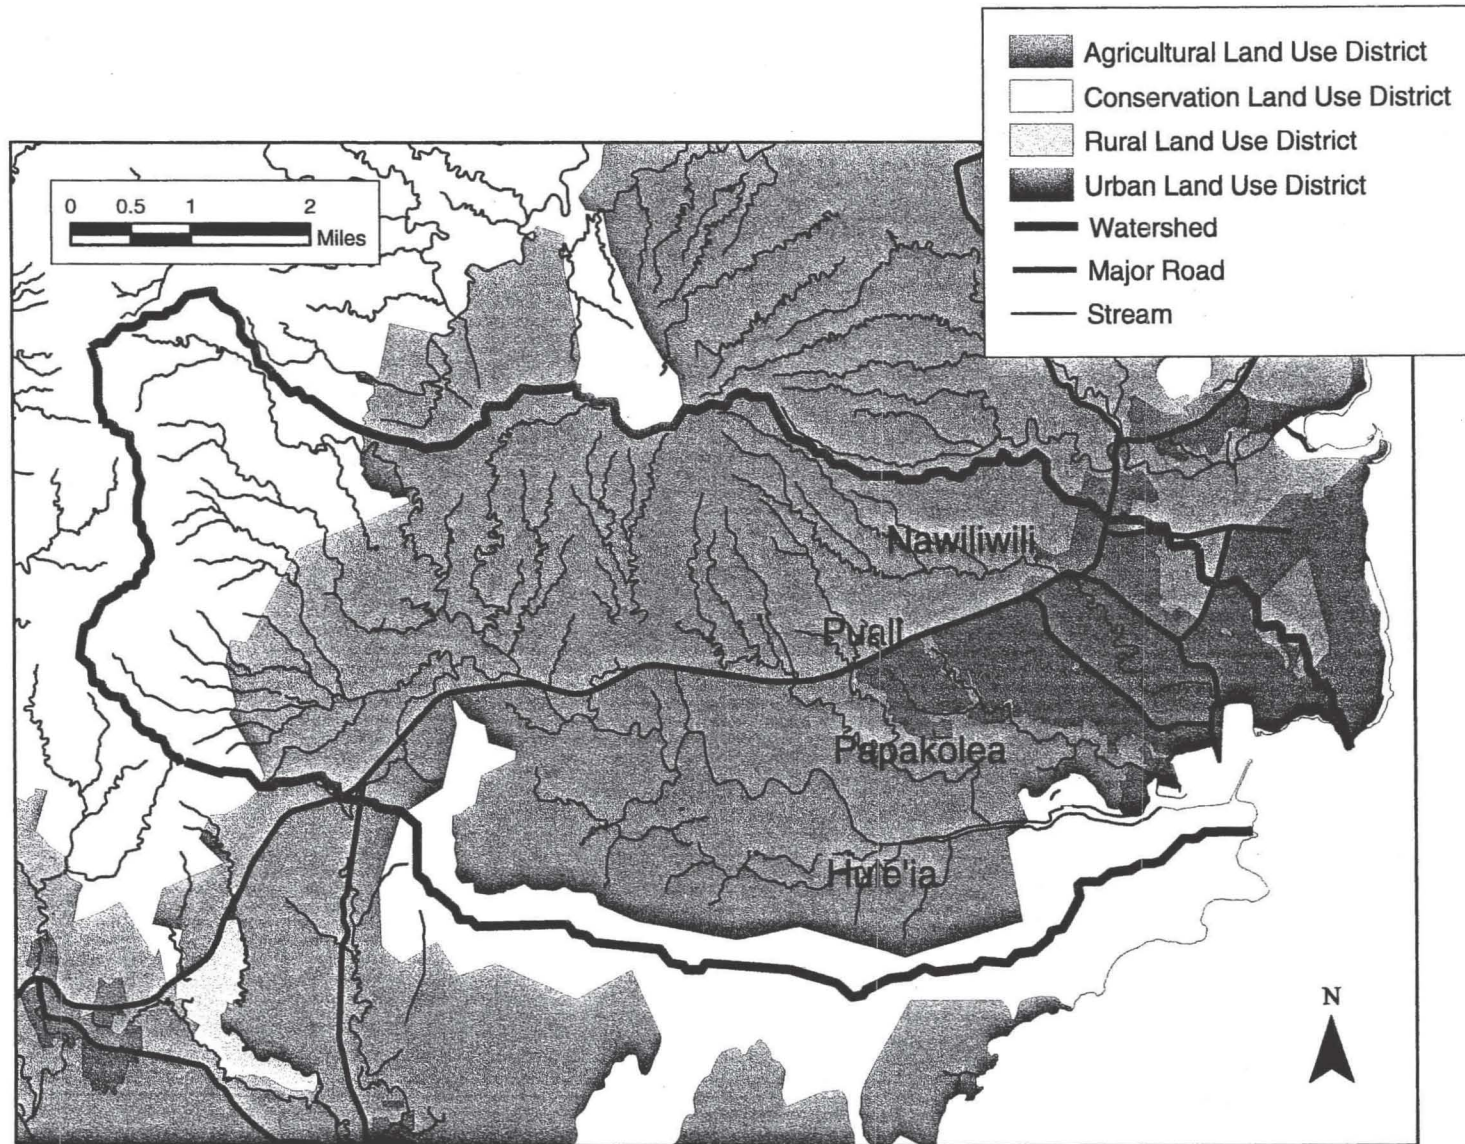 Agricultural Land Use District
Conservation Land Use District
Rural Land Use District
Urban Land Use District
Watershed
Major Road
Stream
0 0.5 1 2
Miles
Nawiliwili
Puali
Papakolea
Hule'ia
N